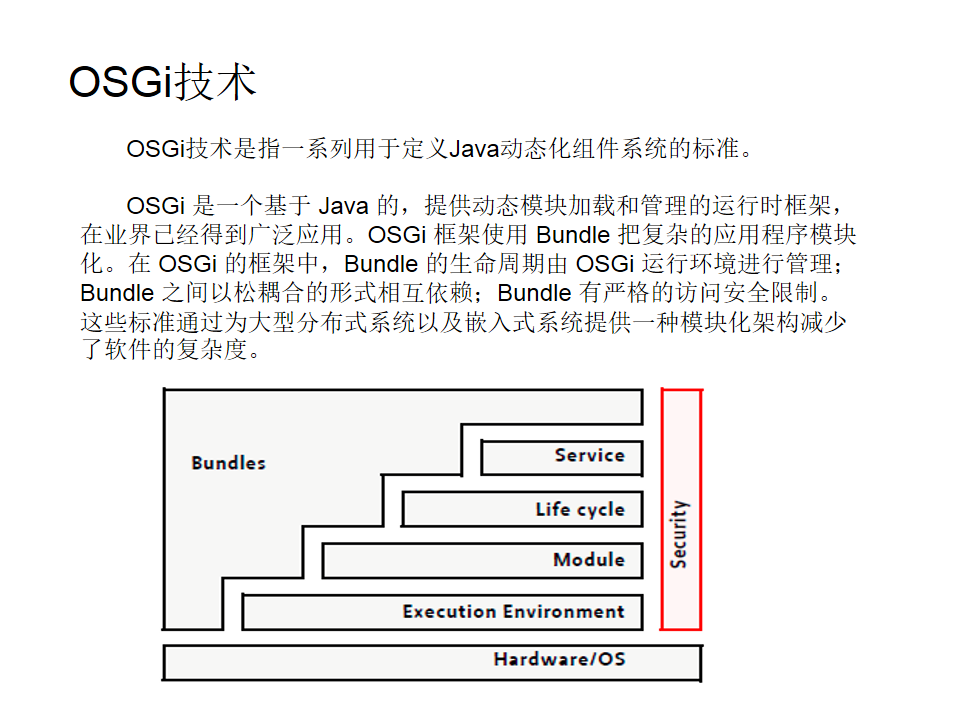 OSGi技术
OSGi技术是指一系列用于定义Java动态化组件系统的标准。
OSGi 是一个基于 Java 的，提供动态模块加载和管理的运行时框架，
在业界已经得到广泛应用。OSGi 框架使用 Bundle 把复杂的应用程序模块
化。在 OSGi 的框架中，Bundle 的生命周期由 OSGi 运行环境进行管理；
Bundle 之间以松耦合的形式相互依赖；Bundle 有严格的访问安全限制。
这些标准通过为大型分布式系统以及嵌入式系统提供一种模块化架构减少
了软件的复杂度。
Bundles
Service
Life cycle
Module
Execution Environment
Hardware/OS
Security